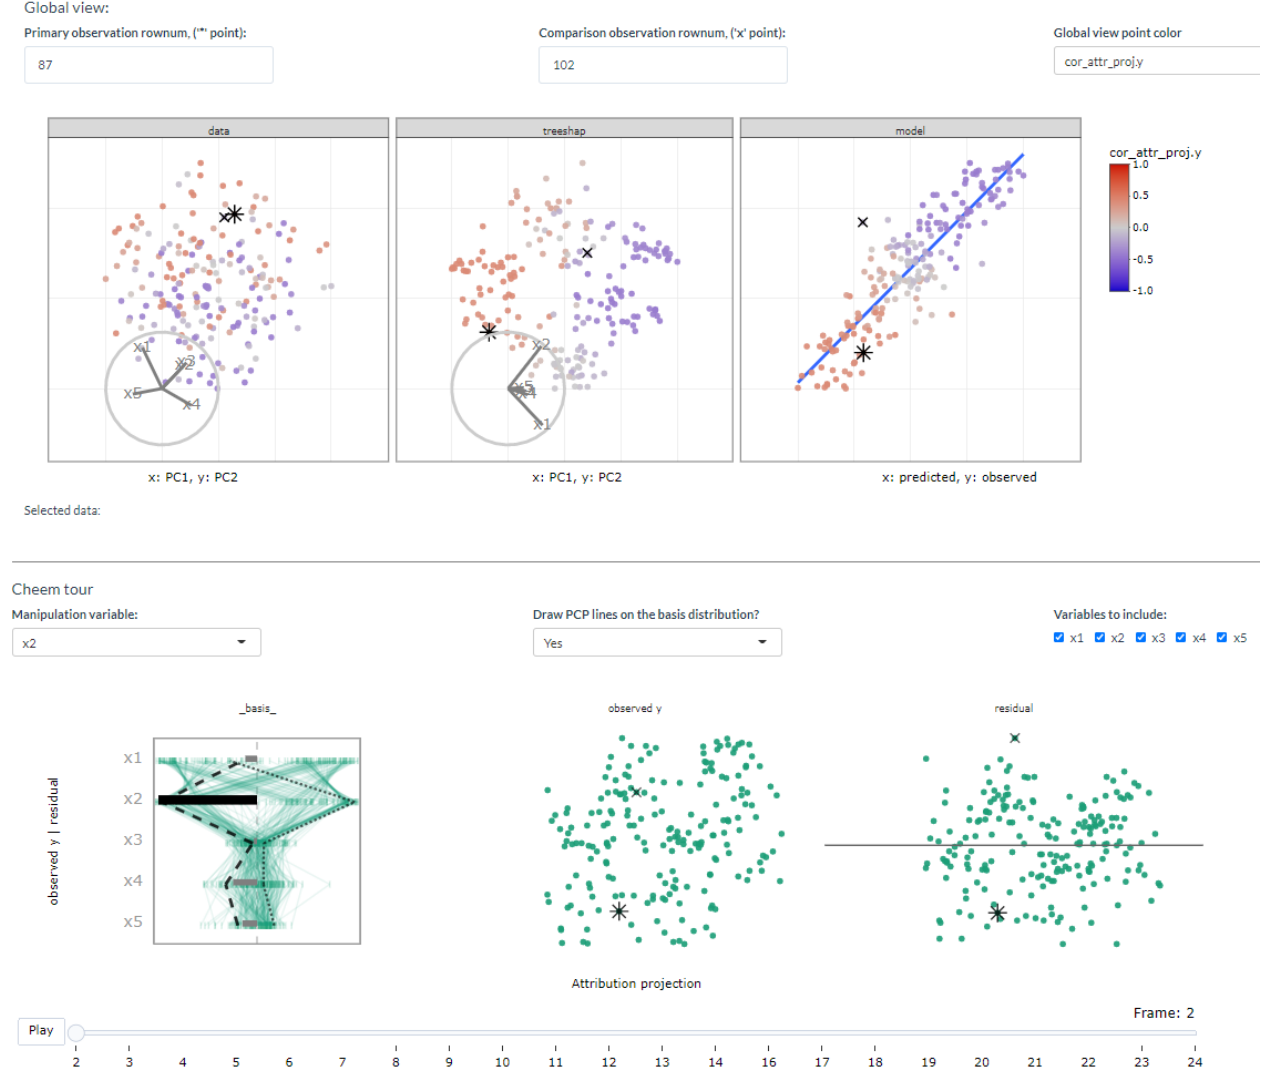 Global view:
Primary observation rownum, ('*' point):
Comparison observation rownum, ('x' point):
Global view point color
87
102
cor_attr_proj.y
data
treeshap
model
cor_attr_proj.y
1.0
0.5
0.0
-0.5
-1.0
x1
x3
x2
x5
x4
x2
x5
x4
x1
x: PC1, y: PC2
x: PC1, y: PC2
x: predicted, y: observed
Selected data:
Cheem tour
Manipulation variable:
Draw PCP lines on the basis distribution?
Variables to include:
x2
Yes
x1 x2 x3 x4 x5
_basis_
observed y
residual
x1
x2
x3
x4
x5
observed y | residual
Attribution projection
Frame: 2
Play
2 3 4 5 6 7 8 9 10 11 12 13 14 15 16 17 18 19 20 21 22 23 24